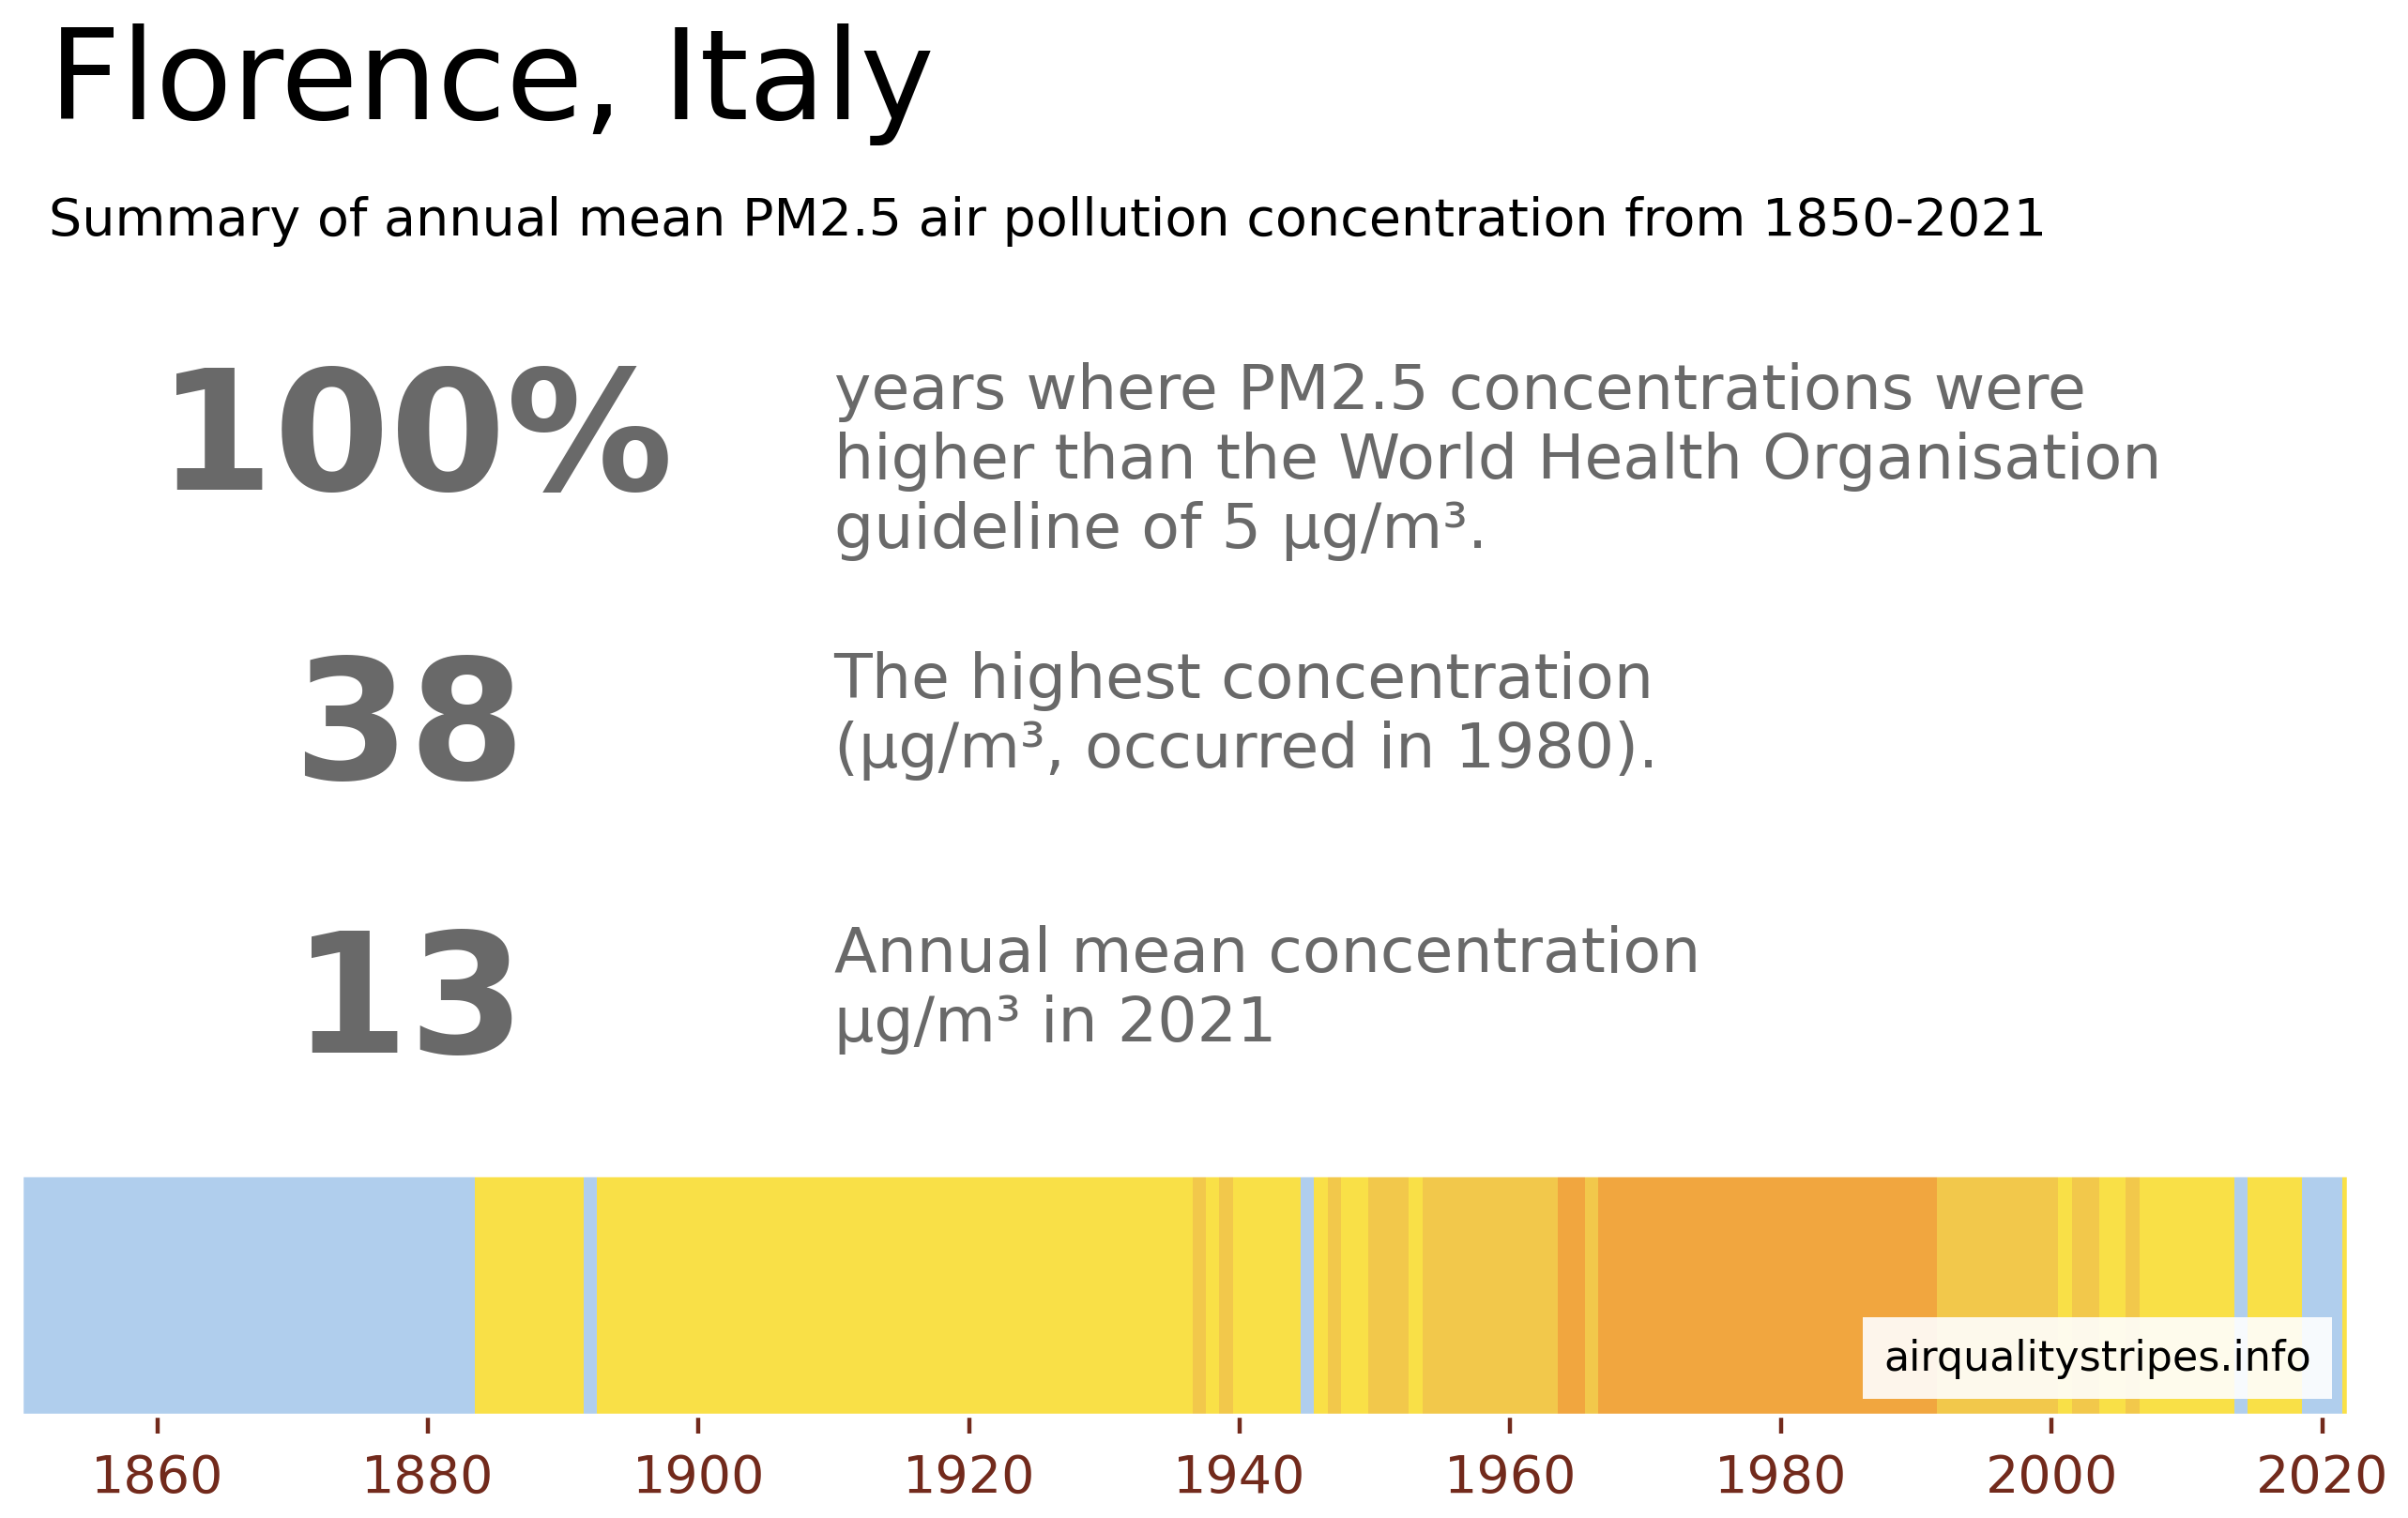 Florence, Italy
Summary of annual mean PM2.5 air pollution concentration from 1850-2021
100%
years where PM2.5 concentrations were
higher than the World Health Organisation
guideline of 5 µg/m³.
38
The highest concentration
(µg/m³, occurred in 1980).
13
Annual mean concentration
µg/m³ in 2021
airqualitystripes.info
1860 1880 1900 1920 1940 1960 1980 2000 2020